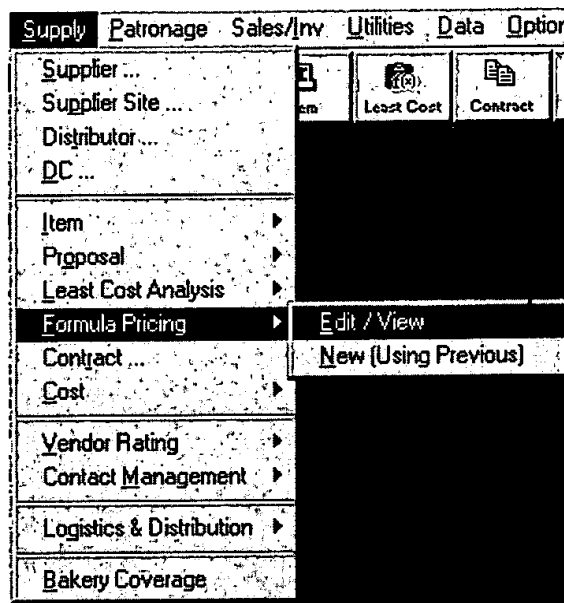 Supply Patronage Sales/Inv Utilities Data Option
Supplier ...
Supplier Site ...
Distributor ...
DC ...
Least Cost Contract
Item
Proposal
Least Cost Analysis
Formula Pricing Edit / View
Contract ... New (Using Previous)
Cost
Vendor Rating
Contact Management
Logistics & Distribution
Bakery Coverage